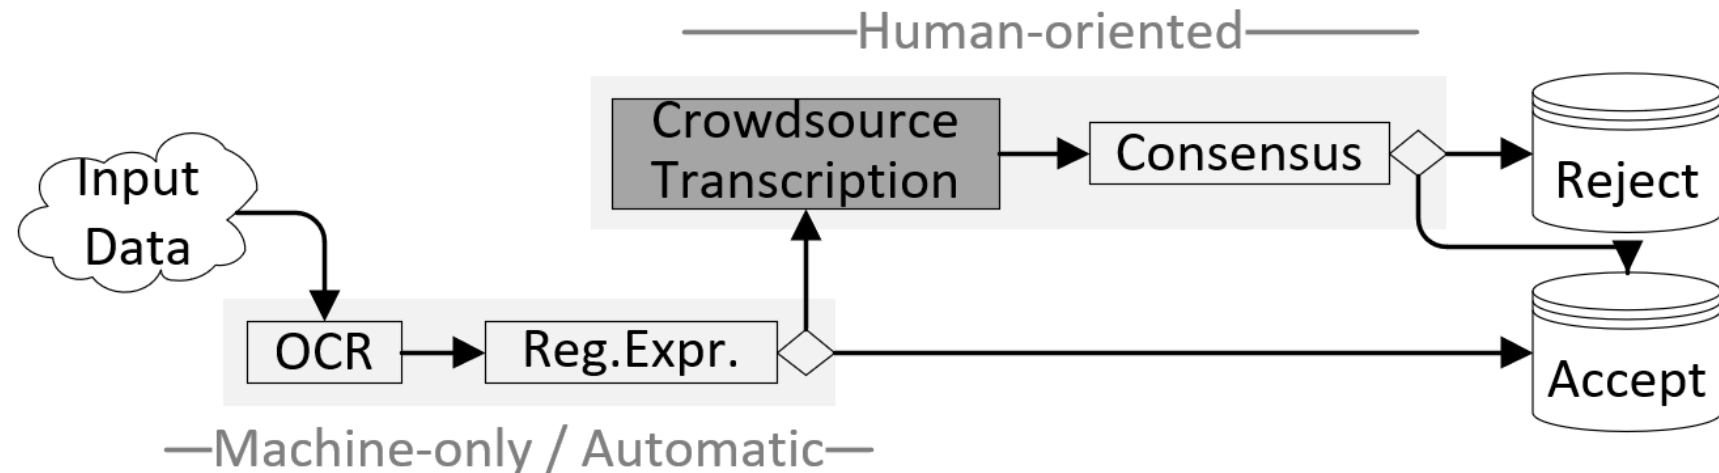 Human-oriented
Crowdsource
Transcription
Consensus
Reject
Input
Data
OCR
Reg.Expr.
Accept
Machine-only / Automatic